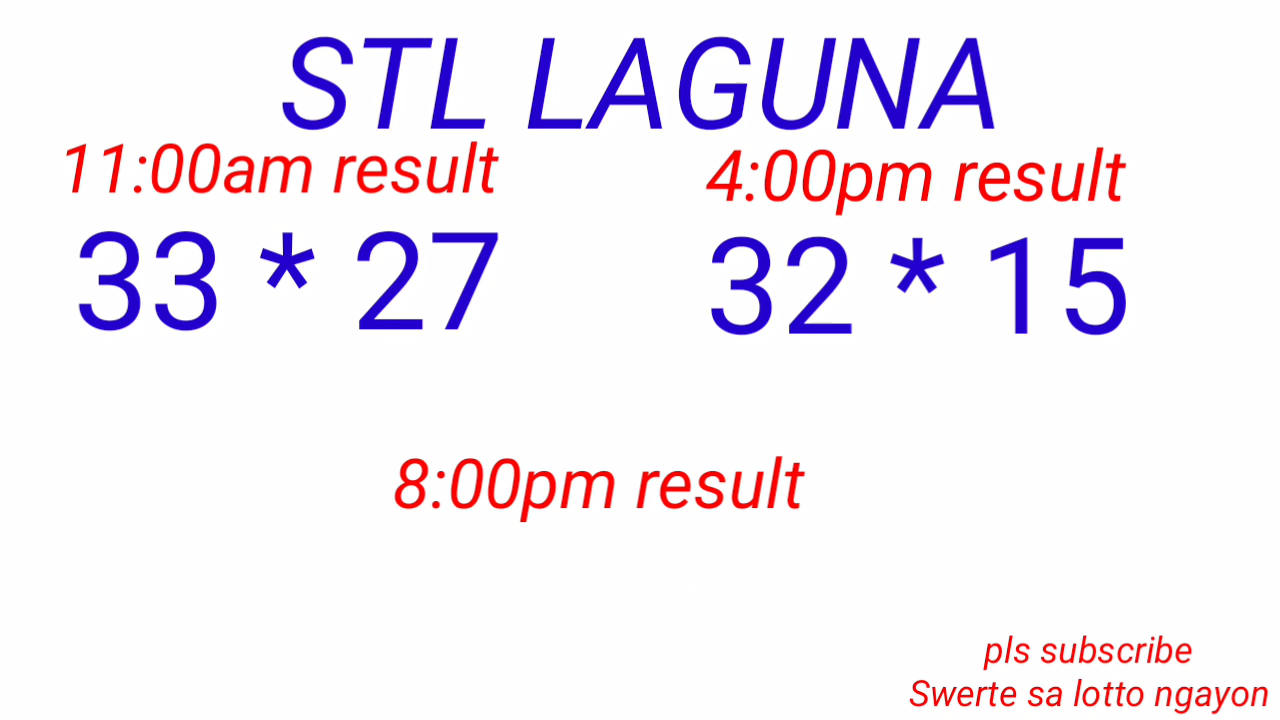 STL LAGUNA
11:00am result
33 * 27
4:00pm result
32 * 15
8:00pm result
pls subscribe
Swerte sa lotto ngayon